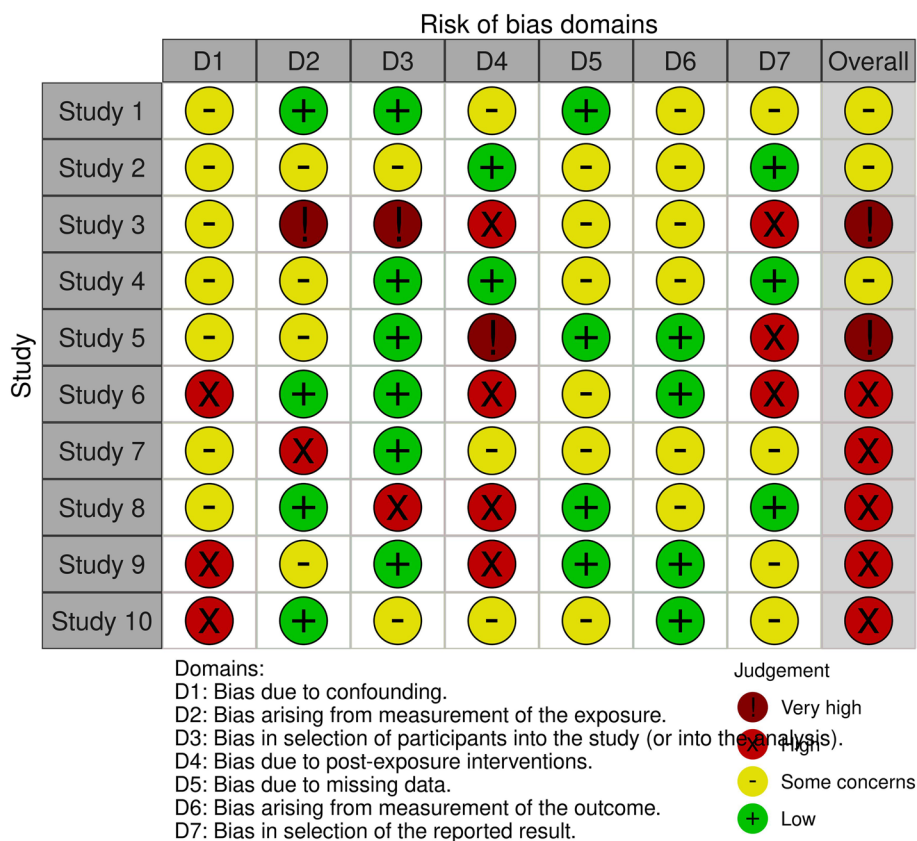 Risk of bias domains
D1 D2 D3 D4 D5 D6 D7 Overall
Study
Study 1 - + + - + - - -
Study 2 - - - + - - + -
Study 3 - ! ! X - - X !
Study 4 - - + + - - + -
Study 5 - - + ! + + X !
Study 6 X + + X - + X X
Study 7 - X + - - - - X
Study 8 - + X X + - + X
Study 9 X - + X + + - X
Study 10 X + - - - + - X
Domains:
D1: Bias due to confounding.
D2: Bias arising from measurement of the exposure.
D3: Bias in selection of participants into the study (or into the analysis).
D4: Bias due to post-exposure interventions.
D5: Bias due to missing data.
D6: Bias arising from measurement of the outcome.
D7: Bias in selection of the reported result.
Judgement
! Very high
X High
- Some concerns
+ Low